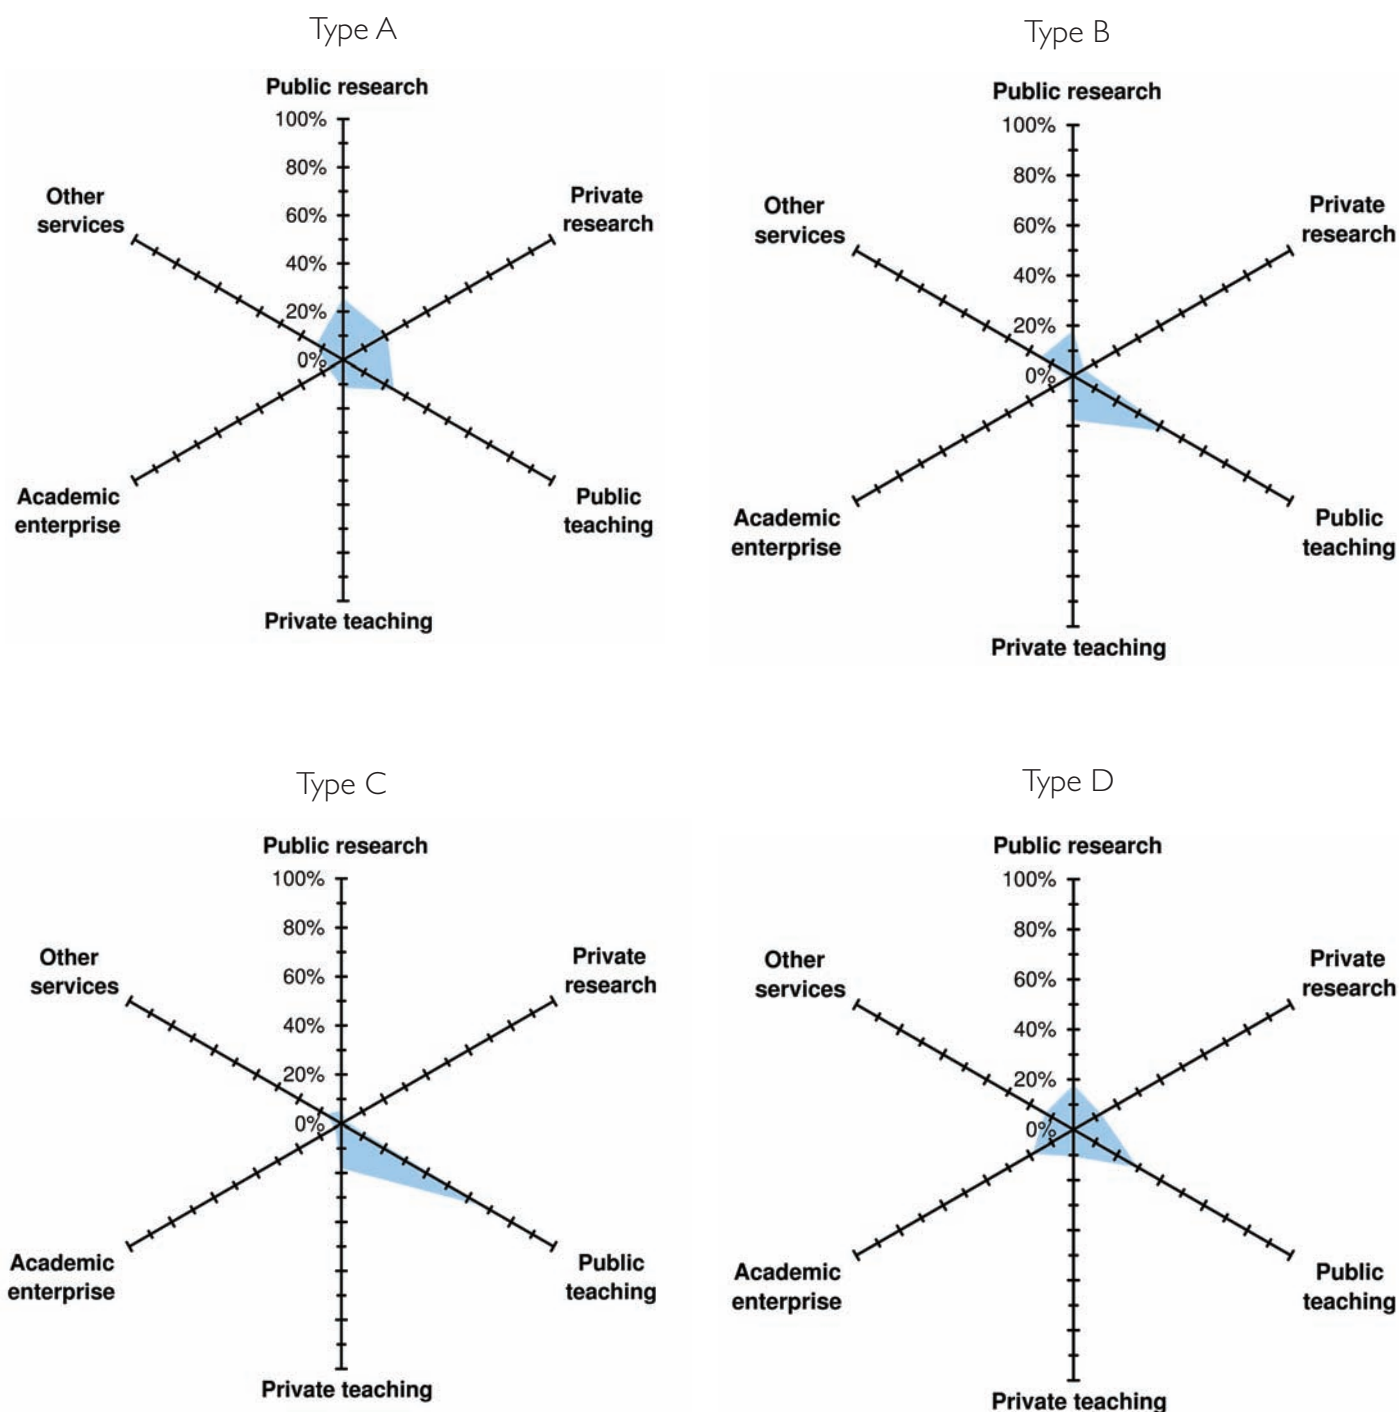 Type A
Public research
100%
80%
60%
40%
20%
0%
Other
services
Private
research
Academic
enterprise
Public
teaching
Private teaching
Type B
Public research
100%
80%
60%
40%
20%
0%
Other
services
Private
research
Academic
enterprise
Public
teaching
Private teaching
Type C
Public research
100%
80%
60%
40%
20%
0%
Other
services
Private
research
Academic
enterprise
Public
teaching
Private teaching
Type D
Public research
100%
80%
60%
40%
20%
0%
Other
services
Private
research
Academic
enterprise
Public
teaching
Private teaching